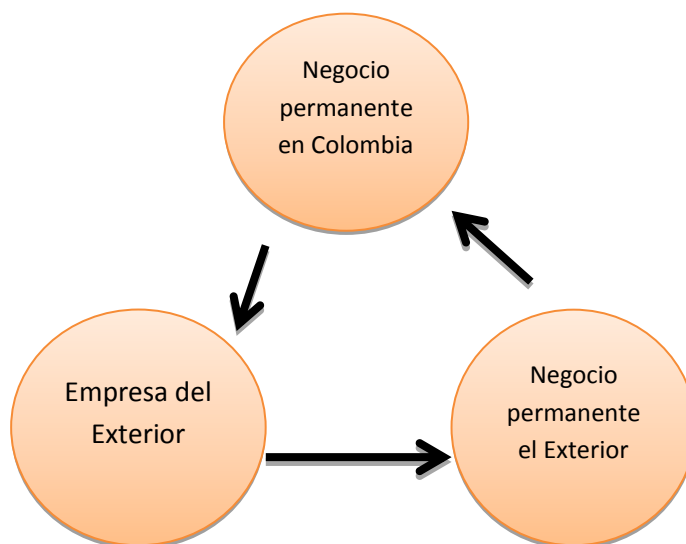 Negocio
permanente
en Colombia
Empresa del
Exterior
Negocio
permanente
el Exterior